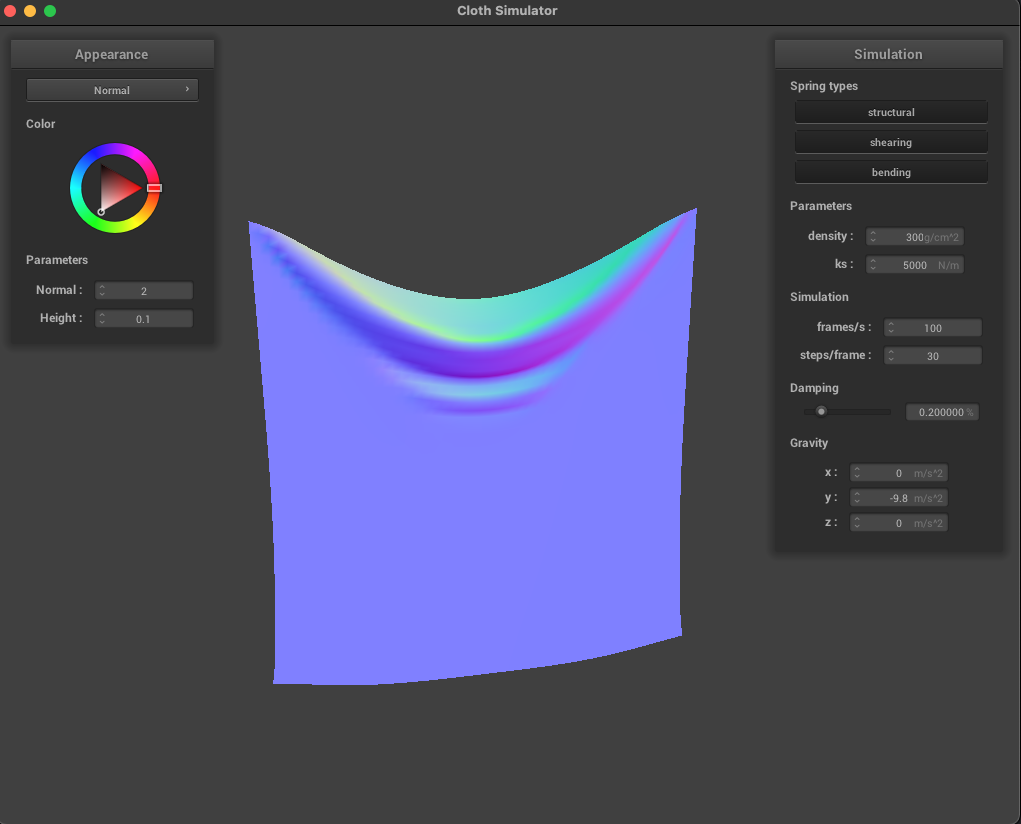 Cloth Simulator
Appearance
Normal
Color
Parameters
Normal : 2
Height : 0.1
Simulation
Spring types
structural
shearing
bending
Parameters
density : 300g/cm^2
ks : 5000 N/m
Simulation
frames/s : 100
steps/frame : 30
Damping
0.200000 %
Gravity
x : 0 m/s^2
y : -9.8 m/s^2
z : 0 m/s^2